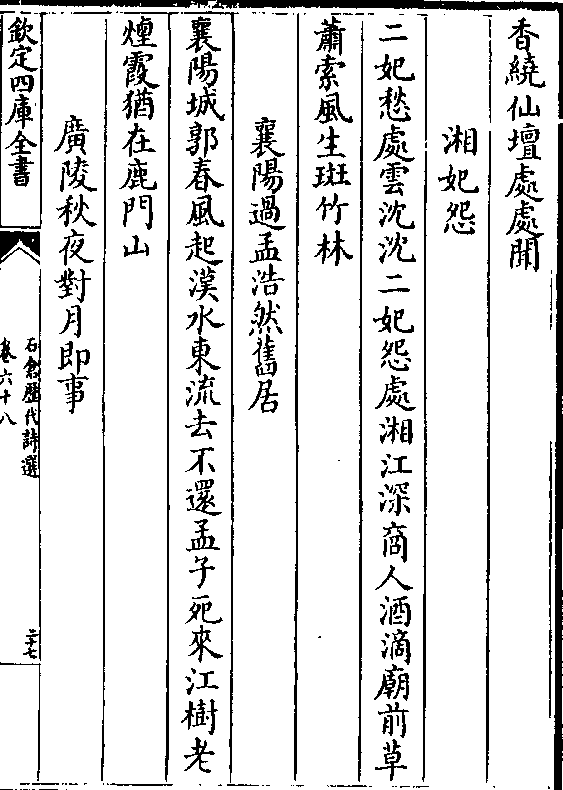 香繞仙壇處處聞
湘妃怨
二妃愁處雲沈沈二妃怨處湘江深商人酒滴廟前草
蕭索風生斑竹林
襄陽過孟浩然舊居
襄陽城郭春風起漢水東流去不還孟子死來江樹老
煙霞猶在鹿門山
廣陵秋夜對月即事
欽定四庫全書
石倉歷代詩選
卷六十八
二十七